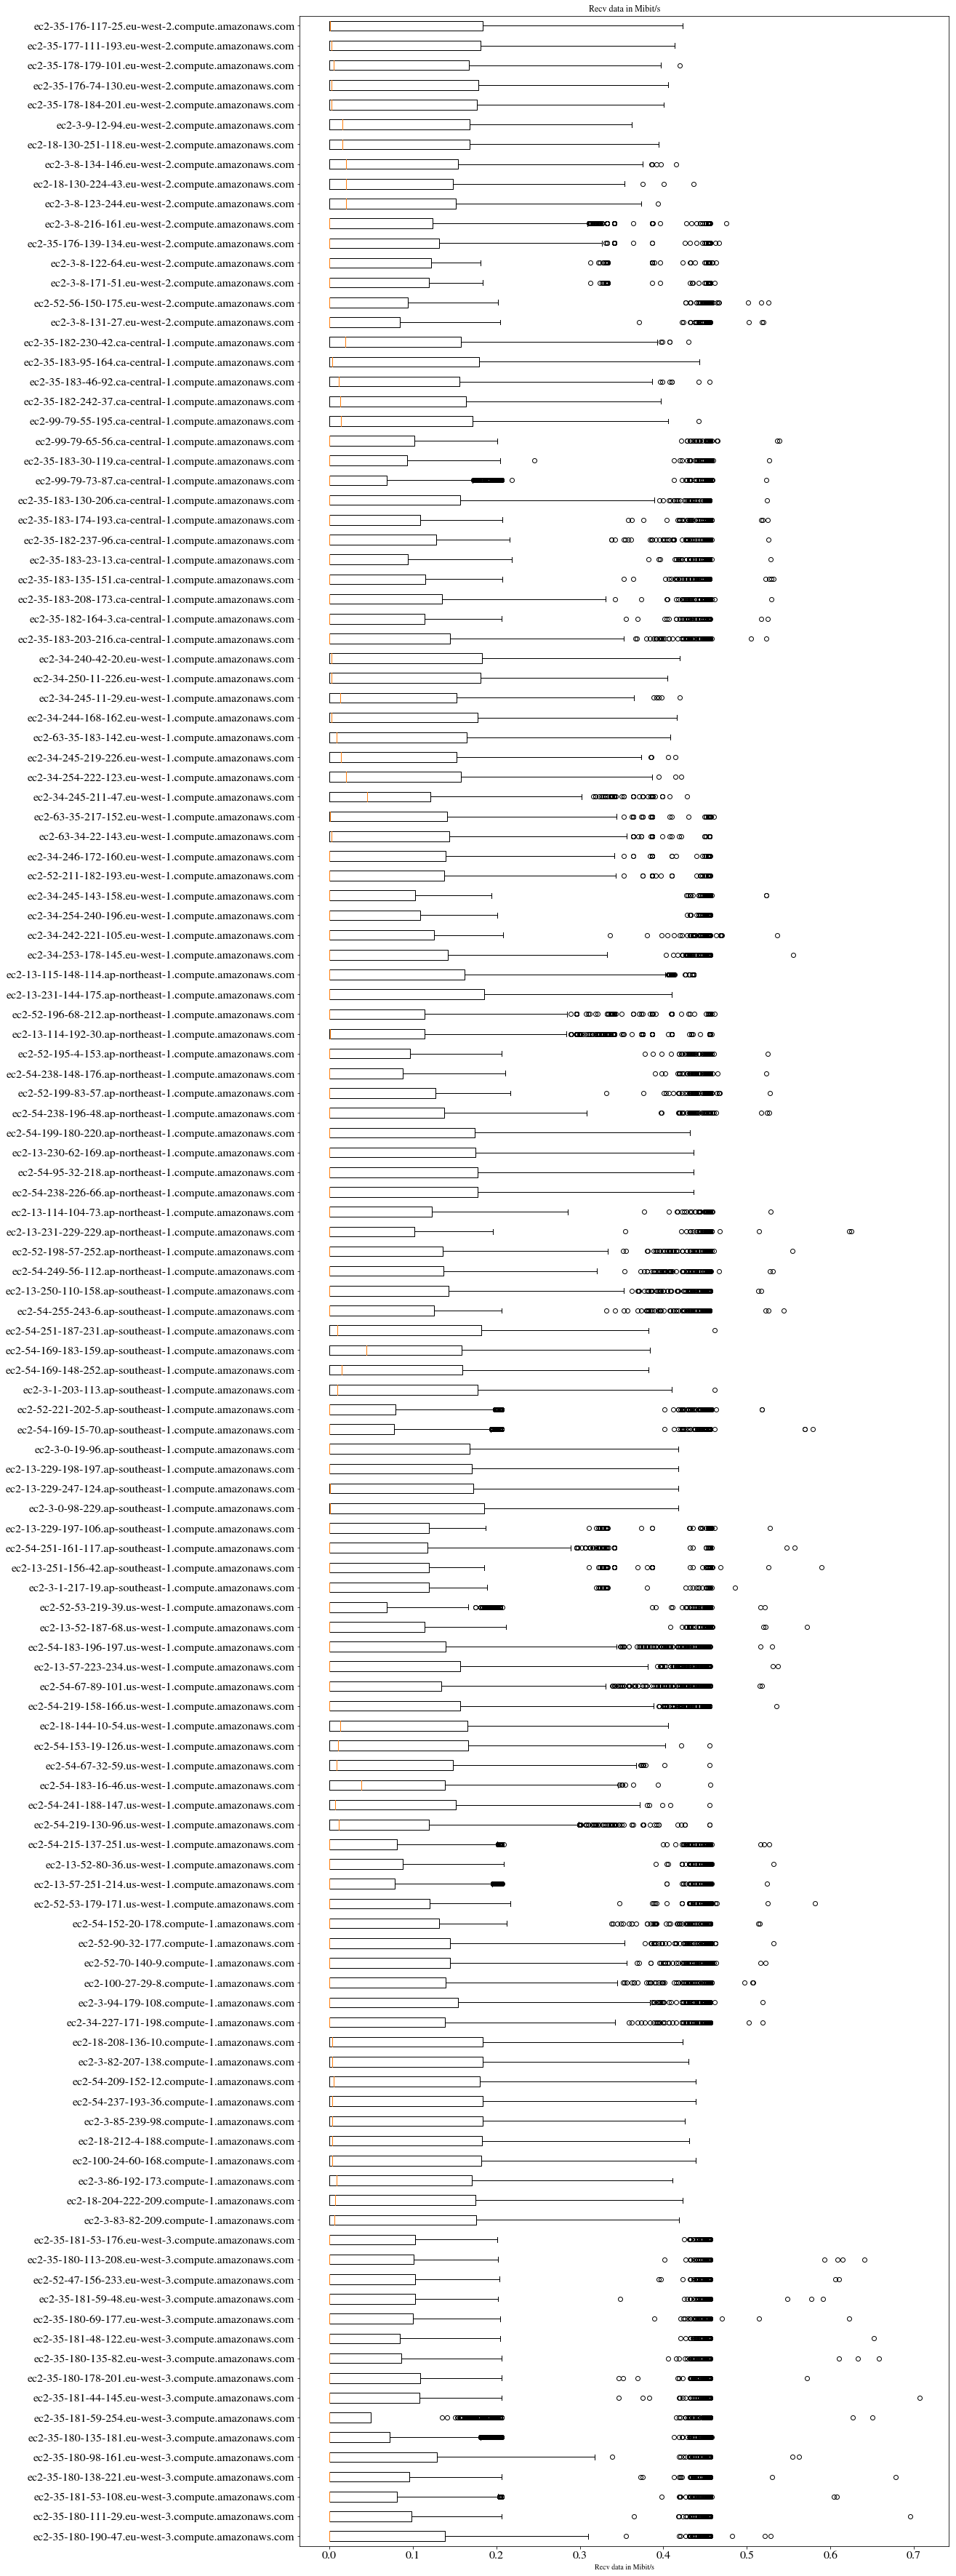 Recv data in Mibit/s
ec2-35-176-117-25.eu-west-2.compute.amazonaws.com
ec2-35-177-111-193.eu-west-2.compute.amazonaws.com
ec2-35-178-179-101.eu-west-2.compute.amazonaws.com
ec2-35-176-74-130.eu-west-2.compute.amazonaws.com
ec2-35-178-184-201.eu-west-2.compute.amazonaws.com
ec2-3-9-12-94.eu-west-2.compute.amazonaws.com
ec2-18-130-251-118.eu-west-2.compute.amazonaws.com
ec2-3-8-134-146.eu-west-2.compute.amazonaws.com
ec2-18-130-224-43.eu-west-2.compute.amazonaws.com
ec2-3-8-123-244.eu-west-2.compute.amazonaws.com
ec2-3-8-216-161.eu-west-2.compute.amazonaws.com
ec2-35-176-139-134.eu-west-2.compute.amazonaws.com
ec2-3-8-122-64.eu-west-2.compute.amazonaws.com
ec2-3-8-171-51.eu-west-2.compute.amazonaws.com
ec2-52-56-150-175.eu-west-2.compute.amazonaws.com
ec2-3-8-131-27.eu-west-2.compute.amazonaws.com
ec2-35-182-230-42.ca-central-1.compute.amazonaws.com
ec2-35-183-95-164.ca-central-1.compute.amazonaws.com
ec2-35-183-46-92.ca-central-1.compute.amazonaws.com
ec2-35-182-242-37.ca-central-1.compute.amazonaws.com
ec2-99-79-55-195.ca-central-1.compute.amazonaws.com
ec2-99-79-65-56.ca-central-1.compute.amazonaws.com
ec2-35-183-30-119.ca-central-1.compute.amazonaws.com
ec2-99-79-73-87.ca-central-1.compute.amazonaws.com
ec2-35-183-130-206.ca-central-1.compute.amazonaws.com
ec2-35-183-174-193.ca-central-1.compute.amazonaws.com
ec2-35-182-237-96.ca-central-1.compute.amazonaws.com
ec2-35-183-23-13.ca-central-1.compute.amazonaws.com
ec2-35-183-135-151.ca-central-1.compute.amazonaws.com
ec2-35-183-208-173.ca-central-1.compute.amazonaws.com
ec2-35-182-164-3.ca-central-1.compute.amazonaws.com
ec2-35-183-203-216.ca-central-1.compute.amazonaws.com
ec2-34-240-42-20.eu-west-1.compute.amazonaws.com
ec2-34-250-11-226.eu-west-1.compute.amazonaws.com
ec2-34-245-11-29.eu-west-1.compute.amazonaws.com
ec2-34-244-168-162.eu-west-1.compute.amazonaws.com
ec2-63-35-183-142.eu-west-1.compute.amazonaws.com
ec2-34-245-219-226.eu-west-1.compute.amazonaws.com
ec2-34-254-222-123.eu-west-1.compute.amazonaws.com
ec2-34-245-211-47.eu-west-1.compute.amazonaws.com
ec2-63-35-217-152.eu-west-1.compute.amazonaws.com
ec2-63-34-22-143.eu-west-1.compute.amazonaws.com
ec2-34-246-172-160.eu-west-1.compute.amazonaws.com
ec2-52-211-182-193.eu-west-1.compute.amazonaws.com
ec2-34-245-143-158.eu-west-1.compute.amazonaws.com
ec2-34-254-240-196.eu-west-1.compute.amazonaws.com
ec2-34-242-221-105.eu-west-1.compute.amazonaws.com
ec2-34-253-178-145.eu-west-1.compute.amazonaws.com
ec2-13-115-148-114.ap-northeast-1.compute.amazonaws.com
ec2-13-231-144-175.ap-northeast-1.compute.amazonaws.com
ec2-52-196-68-212.ap-northeast-1.compute.amazonaws.com
ec2-13-114-192-30.ap-northeast-1.compute.amazonaws.com
ec2-52-195-4-153.ap-northeast-1.compute.amazonaws.com
ec2-54-238-148-176.ap-northeast-1.compute.amazonaws.com
ec2-52-199-83-57.ap-northeast-1.compute.amazonaws.com
ec2-54-238-196-48.ap-northeast-1.compute.amazonaws.com
ec2-54-199-180-220.ap-northeast-1.compute.amazonaws.com
ec2-13-230-62-169.ap-northeast-1.compute.amazonaws.com
ec2-54-95-32-218.ap-northeast-1.compute.amazonaws.com
ec2-54-238-226-66.ap-northeast-1.compute.amazonaws.com
ec2-13-114-104-73.ap-northeast-1.compute.amazonaws.com
ec2-13-231-229-229.ap-northeast-1.compute.amazonaws.com
ec2-52-198-57-252.ap-northeast-1.compute.amazonaws.com
ec2-54-249-56-112.ap-northeast-1.compute.amazonaws.com
ec2-13-250-110-158.ap-southeast-1.compute.amazonaws.com
ec2-54-255-243-6.ap-southeast-1.compute.amazonaws.com
ec2-54-251-187-231.ap-southeast-1.compute.amazonaws.com
ec2-54-169-183-159.ap-southeast-1.compute.amazonaws.com
ec2-54-169-148-252.ap-southeast-1.compute.amazonaws.com
ec2-3-1-203-113.ap-southeast-1.compute.amazonaws.com
ec2-52-221-202-5.ap-southeast-1.compute.amazonaws.com
ec2-54-169-15-70.ap-southeast-1.compute.amazonaws.com
ec2-3-0-19-96.ap-southeast-1.compute.amazonaws.com
ec2-13-229-198-197.ap-southeast-1.compute.amazonaws.com
ec2-13-229-247-124.ap-southeast-1.compute.amazonaws.com
ec2-3-0-98-229.ap-southeast-1.compute.amazonaws.com
ec2-13-229-197-106.ap-southeast-1.compute.amazonaws.com
ec2-54-251-161-117.ap-southeast-1.compute.amazonaws.com
ec2-13-251-156-42.ap-southeast-1.compute.amazonaws.com
ec2-3-1-217-19.ap-southeast-1.compute.amazonaws.com
ec2-52-53-219-39.us-west-1.compute.amazonaws.com
ec2-13-52-187-68.us-west-1.compute.amazonaws.com
ec2-54-183-196-197.us-west-1.compute.amazonaws.com
ec2-13-57-223-234.us-west-1.compute.amazonaws.com
ec2-54-67-89-101.us-west-1.compute.amazonaws.com
ec2-54-219-158-166.us-west-1.compute.amazonaws.com
ec2-18-144-10-54.us-west-1.compute.amazonaws.com
ec2-54-153-19-126.us-west-1.compute.amazonaws.com
ec2-54-67-32-59.us-west-1.compute.amazonaws.com
ec2-54-183-16-46.us-west-1.compute.amazonaws.com
ec2-54-241-188-147.us-west-1.compute.amazonaws.com
ec2-54-219-130-96.us-west-1.compute.amazonaws.com
ec2-54-215-137-251.us-west-1.compute.amazonaws.com
ec2-13-52-80-36.us-west-1.compute.amazonaws.com
ec2-13-57-251-214.us-west-1.compute.amazonaws.com
ec2-52-53-179-171.us-west-1.compute.amazonaws.com
ec2-54-152-20-178.compute-1.amazonaws.com
ec2-52-90-32-177.compute-1.amazonaws.com
ec2-52-70-140-9.compute-1.amazonaws.com
ec2-100-27-29-8.compute-1.amazonaws.com
ec2-3-94-179-108.compute-1.amazonaws.com
ec2-34-227-171-198.compute-1.amazonaws.com
ec2-18-208-136-10.compute-1.amazonaws.com
ec2-3-82-207-138.compute-1.amazonaws.com
ec2-54-209-152-12.compute-1.amazonaws.com
ec2-54-237-193-36.compute-1.amazonaws.com
ec2-3-85-239-98.compute-1.amazonaws.com
ec2-18-212-4-188.compute-1.amazonaws.com
ec2-100-24-60-168.compute-1.amazonaws.com
ec2-3-86-192-173.compute-1.amazonaws.com
ec2-18-204-222-209.compute-1.amazonaws.com
ec2-3-83-82-209.compute-1.amazonaws.com
ec2-35-181-53-176.eu-west-3.compute.amazonaws.com
ec2-35-180-113-208.eu-west-3.compute.amazonaws.com
ec2-52-47-156-233.eu-west-3.compute.amazonaws.com
ec2-35-181-59-48.eu-west-3.compute.amazonaws.com
ec2-35-180-69-177.eu-west-3.compute.amazonaws.com
ec2-35-181-48-122.eu-west-3.compute.amazonaws.com
ec2-35-180-135-82.eu-west-3.compute.amazonaws.com
ec2-35-180-178-201.eu-west-3.compute.amazonaws.com
ec2-35-181-44-145.eu-west-3.compute.amazonaws.com
ec2-35-181-59-254.eu-west-3.compute.amazonaws.com
ec2-35-180-135-181.eu-west-3.compute.amazonaws.com
ec2-35-180-98-161.eu-west-3.compute.amazonaws.com
ec2-35-180-138-221.eu-west-3.compute.amazonaws.com
ec2-35-181-53-108.eu-west-3.compute.amazonaws.com
ec2-35-180-111-29.eu-west-3.compute.amazonaws.com
ec2-35-180-190-47.eu-west-3.compute.amazonaws.com
0.0 0.1 0.2 0.3 0.4 0.5 0.6 0.7
Recv data in Mibit/s